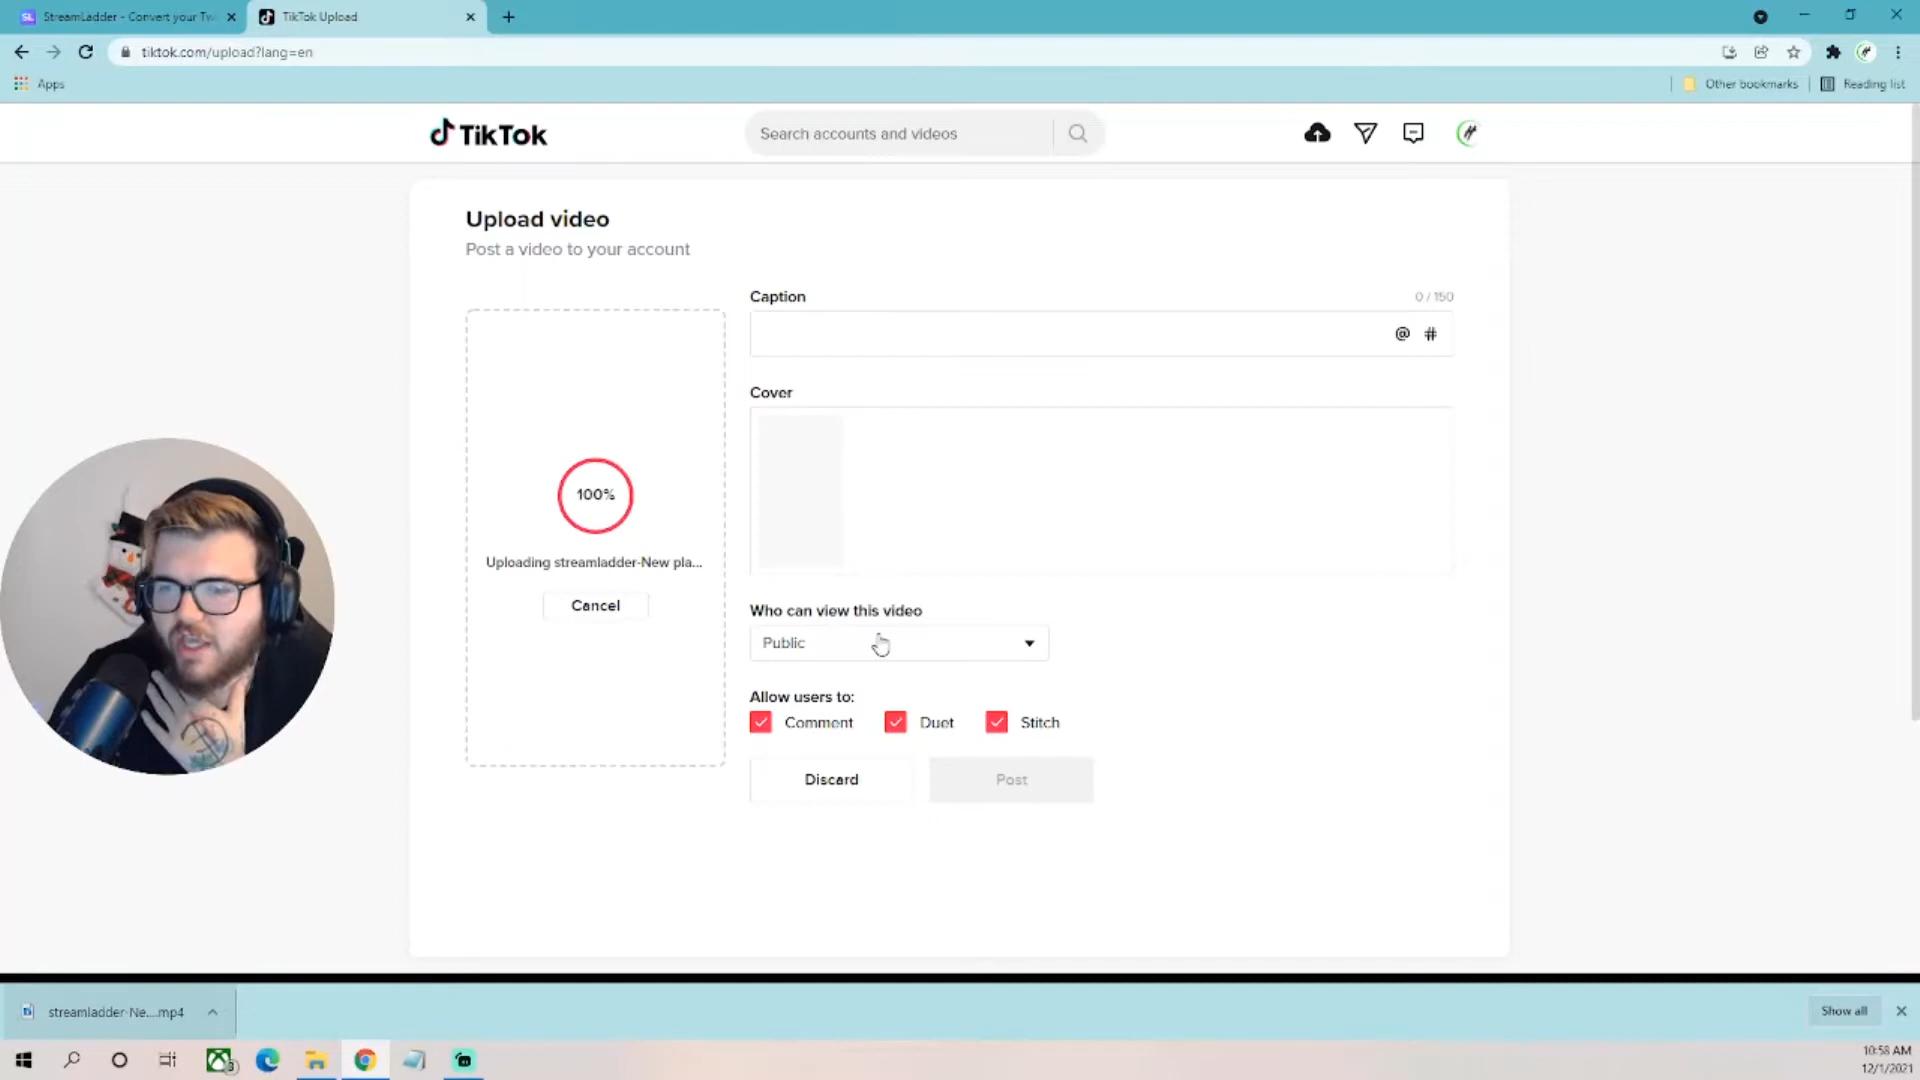 StreamLadder - Convert your Tw
TikTok Upload
tiktok.com/upload?lang=en
Apps
Other bookmarks
Reading list
TikTok
Search accounts and videos
Upload video
Post a video to your account
Caption
0 / 150
@ #
Cover
100%
Uploading streamladder-New pla...
Cancel
Who can view this video
Public
Allow users to:
Comment
Duet
Stitch
Discard
Post
streamladder-Ne....mp4
Show all
10:58 AM
12/1/2021